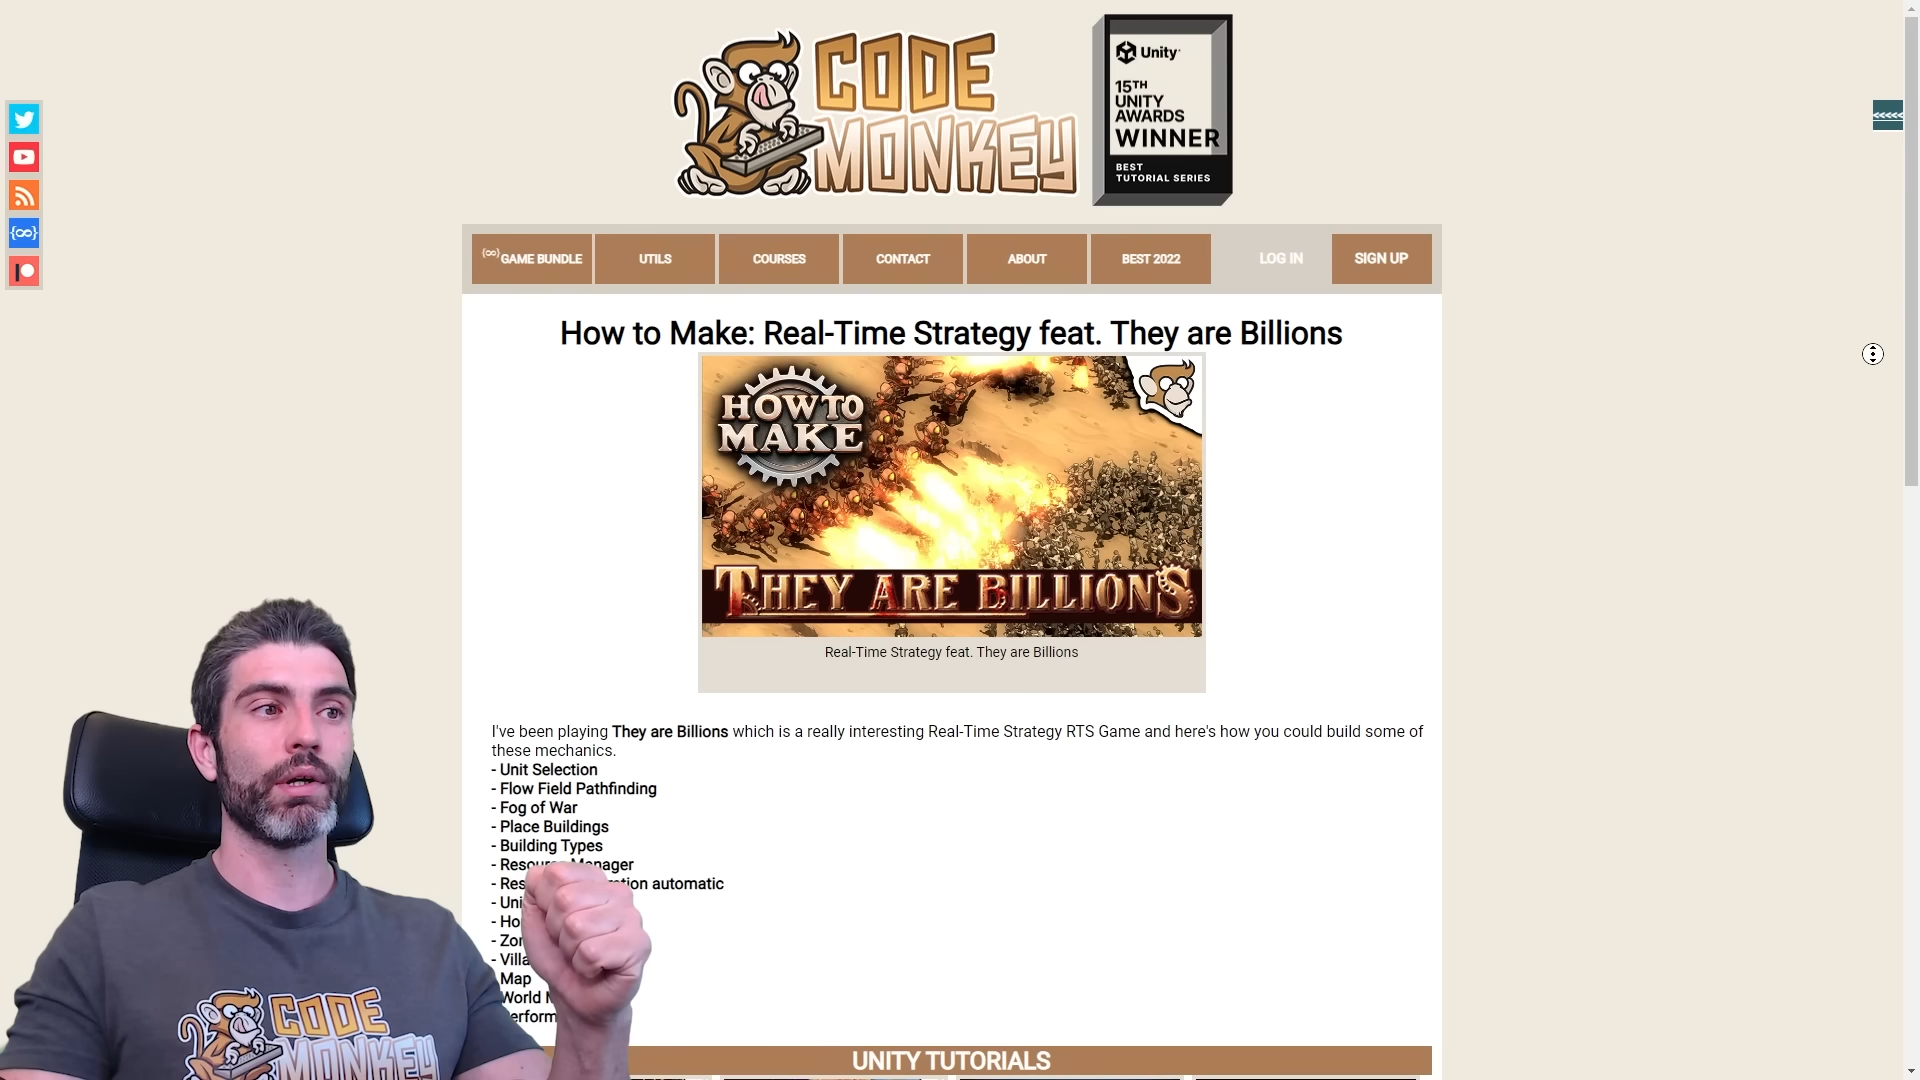 CODE
MONKEY
Unity
15TH
UNITY
AWARDS
WINNER
BEST
TUTORIAL SERIES
<<<<<
{∞} GAME BUNDLE
UTILS
COURSES
CONTACT
ABOUT
BEST 2022
LOG IN
SIGN UP
How to Make: Real-Time Strategy feat. They are Billions
HOW TO
MAKE
THEY ARE BILLIONS
Real-Time Strategy feat. They are Billions
I've been playing They are Billions which is a really interesting Real-Time Strategy RTS Game and here's how you could build some of
these mechanics.
- Unit Selection
- Flow Field Pathfinding
- Fog of War
- Place Buildings
- Building Types
- Resource Manager
- automatic
- Map
World
UNITY TUTORIALS
CODE
MONKEY